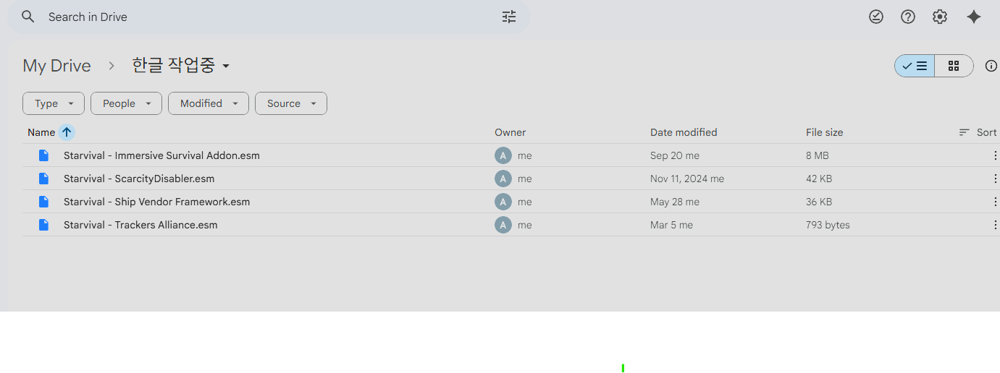 Search in Drive
My Drive > 한글 작업중
Type People Modified Source
Name Owner Date modified File size Sort
Starvival - Immersive Survival Addon.esm A me Sep 20 me 8 MB
Starvival - ScarcityDisabler.esm A me Nov 11, 2024 me 42 KB
Starvival - Ship Vendor Framework.esm A me May 28 me 36 KB
Starvival - Trackers Alliance.esm A me Mar 5 me 793 bytes